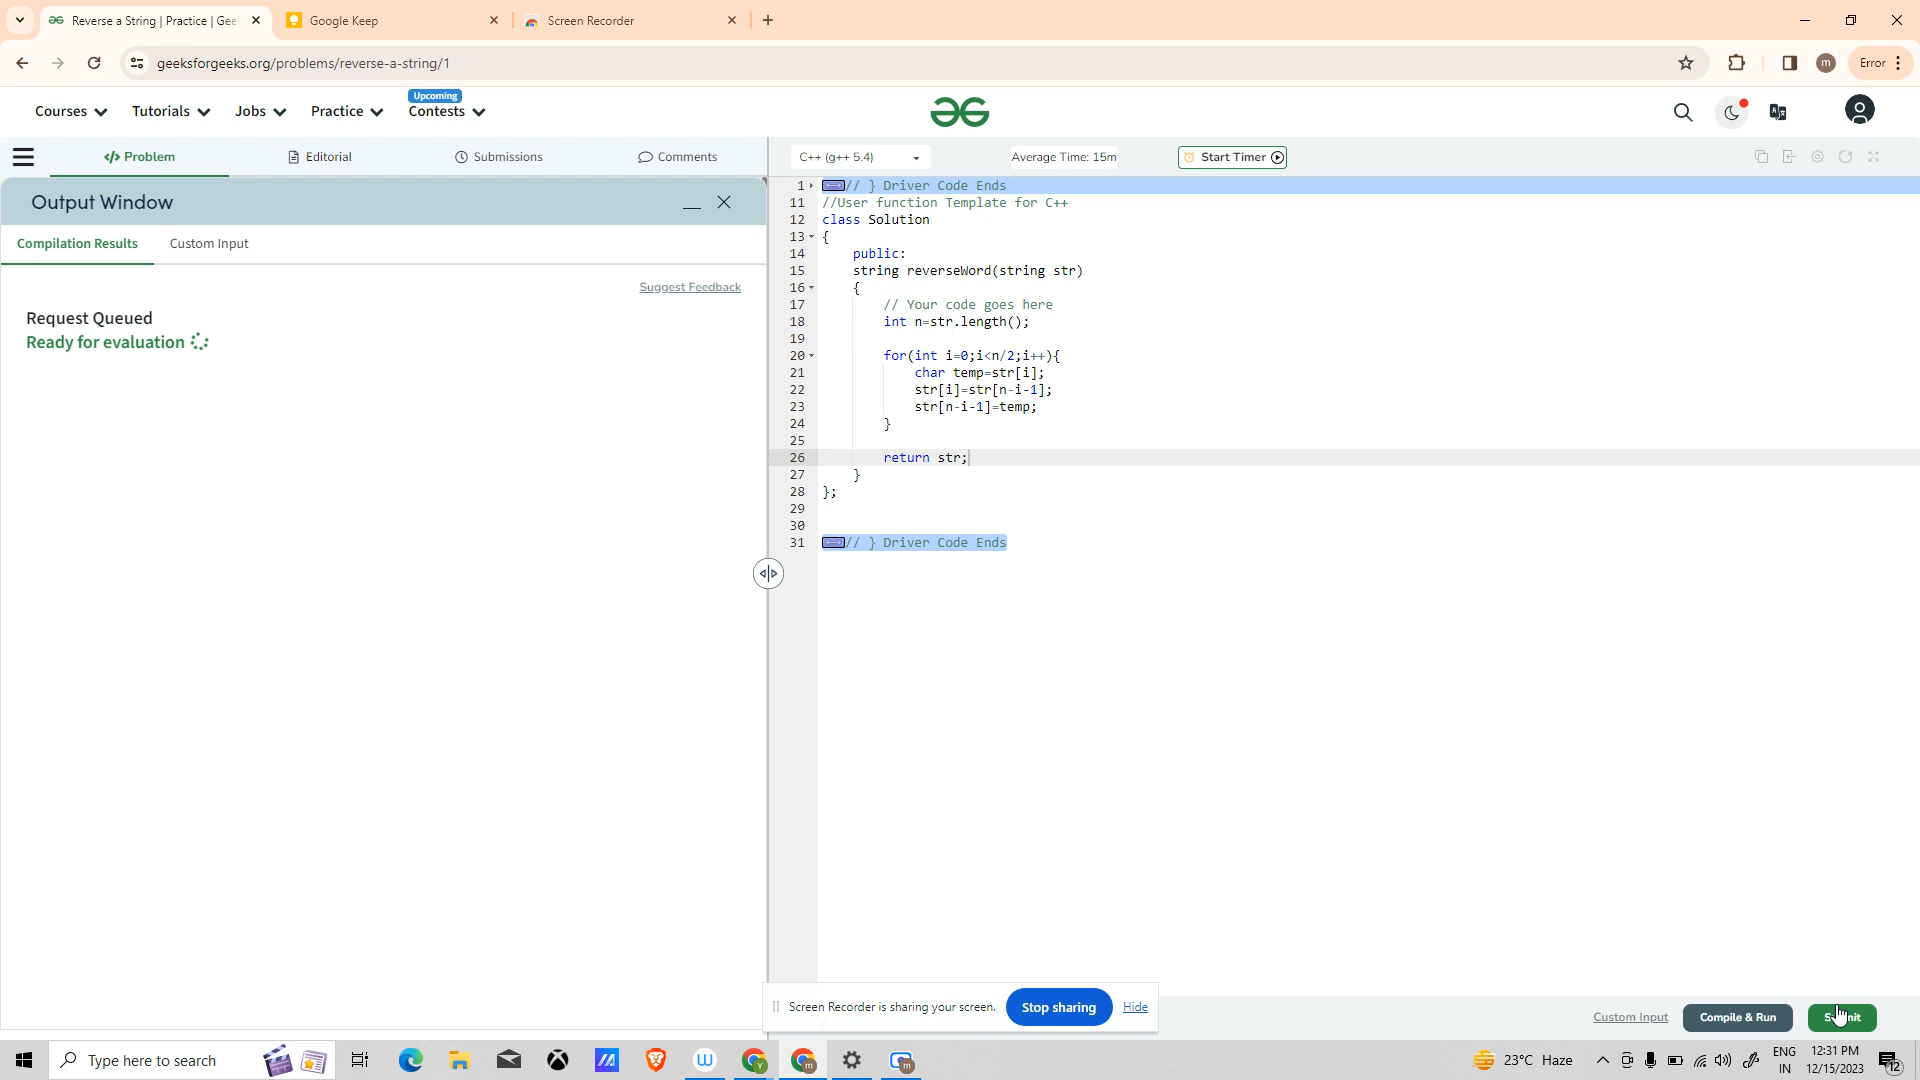 Reverse a String | Practice | Gee
Google Keep
Screen Recorder
geeksforgeeks.org/problems/reverse-a-string/1
m
Error
Upcoming
Courses
Tutorials
Jobs
Practice
Contests
</> Problem
Editorial
Submissions
Comments
C++ (g++ 5.4)
Average Time: 15m
Start Timer
Output Window
Compilation Results
Custom Input
Suggest Feedback
Request Queued
Ready for evaluation
1 // } Driver Code Ends
11 //User function Template for C++
12 class Solution
13 {
14 public:
15 string reverseWord(string str)
16 {
17 // Your code goes here
18 int n=str.length();
19
20 for(int i=0;i<n/2;i++){
21 char temp=str[i];
22 str[i]=str[n-i-1];
23 str[n-i-1]=temp;
24 }
25
26 return str;
27 }
28 };
29
30
31 // } Driver Code Ends
Screen Recorder is sharing your screen.
Stop sharing
Hide
Custom Input
Compile & Run
Type here to search
23°C Haze
ENG
IN
12:31 PM
12/15/2023
12